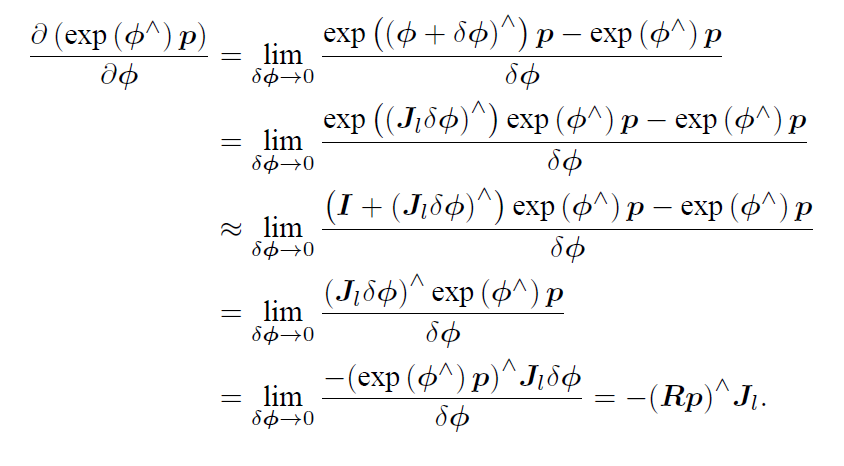 \frac{\partial \left( \exp \left( \boldsymbol{\phi}^{\wedge} \right) \boldsymbol{p} \right)}{\partial \boldsymbol{\phi}} = \lim_{\delta \boldsymbol{\phi} \to 0} \frac{\exp \left( \left( \boldsymbol{\phi} + \delta \boldsymbol{\phi} \right)^{\wedge} \right) \boldsymbol{p} - \exp \left( \boldsymbol{\phi}^{\wedge} \right) \boldsymbol{p}}{\delta \boldsymbol{\phi}}
= \lim_{\delta \boldsymbol{\phi} \to 0} \frac{\exp \left( \left( \boldsymbol{J}_l \delta \boldsymbol{\phi} \right)^{\wedge} \right) \exp \left( \boldsymbol{\phi}^{\wedge} \right) \boldsymbol{p} - \exp \left( \boldsymbol{\phi}^{\wedge} \right) \boldsymbol{p}}{\delta \boldsymbol{\phi}}
\approx \lim_{\delta \boldsymbol{\phi} \to 0} \frac{\left( \boldsymbol{I} + \left( \boldsymbol{J}_l \delta \boldsymbol{\phi} \right)^{\wedge} \right) \exp \left( \boldsymbol{\phi}^{\wedge} \right) \boldsymbol{p} - \exp \left( \boldsymbol{\phi}^{\wedge} \right) \boldsymbol{p}}{\delta \boldsymbol{\phi}}
= \lim_{\delta \boldsymbol{\phi} \to 0} \frac{\left( \boldsymbol{J}_l \delta \boldsymbol{\phi} \right)^{\wedge} \exp \left( \boldsymbol{\phi}^{\wedge} \right) \boldsymbol{p}}{\delta \boldsymbol{\phi}}
= \lim_{\delta \boldsymbol{\phi} \to 0} \frac{-\left( \exp \left( \boldsymbol{\phi}^{\wedge} \right) \boldsymbol{p} \right)^{\wedge} \boldsymbol{J}_l \delta \boldsymbol{\phi}}{\delta \boldsymbol{\phi}} = -\left( \boldsymbol{R} \boldsymbol{p} \right)^{\wedge} \boldsymbol{J}_l.